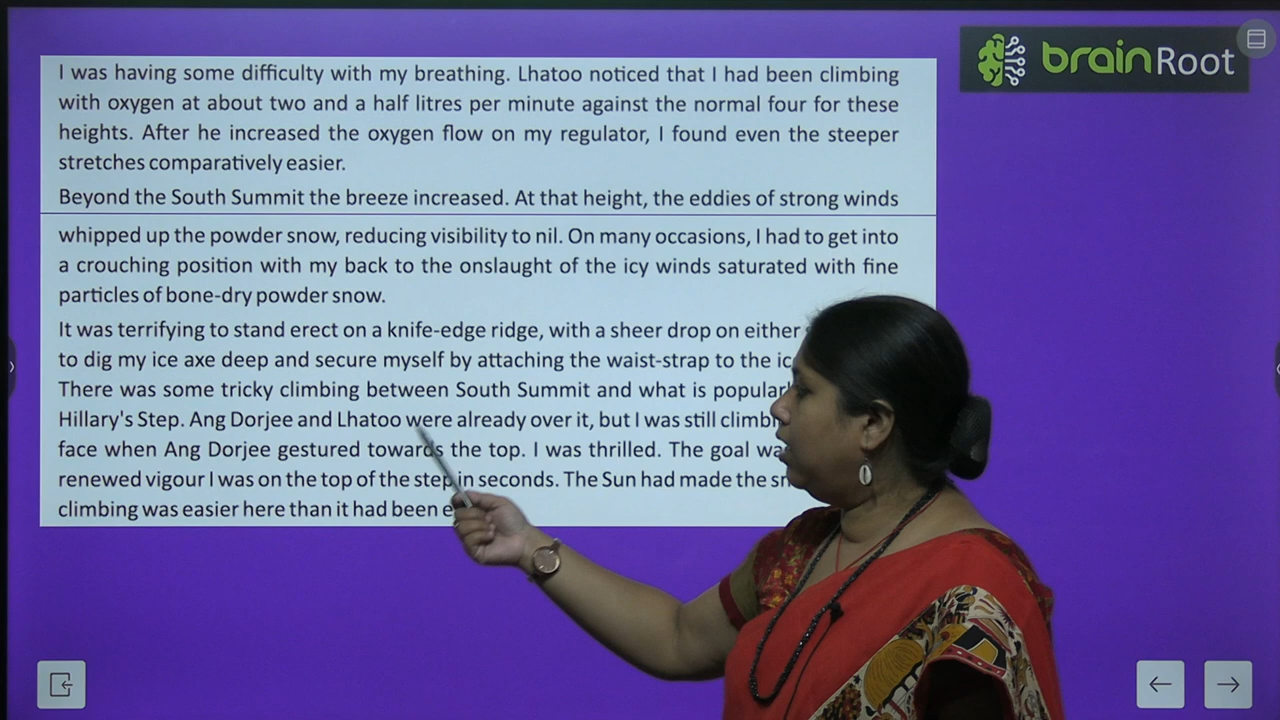 brainRoot
I was having some difficulty with my breathing. Lhatoo noticed that I had been climbing
with oxygen at about two and a half litres per minute against the normal four for these
heights. After he increased the oxygen flow on my regulator, I found even the steeper
stretches comparatively easier.
Beyond the South Summit the breeze increased. At that height, the eddies of strong winds
whipped up the powder snow, reducing visibility to nil. On many occasions, I had to get into
a crouching position with my back to the onslaught of the icy winds saturated with fine
particles of bone-dry powder snow.
It was terrifying to stand erect on a knife-edge ridge, with a sheer drop on either
to dig my ice axe deep and secure myself by attaching the waist-strap to the
There was some tricky climbing between South Summit and what is
Hillary's Step. Ang Dorjee and Lhatoo were already over it, but I was still
face when Ang Dorjee gestured towards the top. I was thrilled. The goal
renewed vigour I was on the top of the step in seconds. The Sun had made the
climbing was easier here than it had been